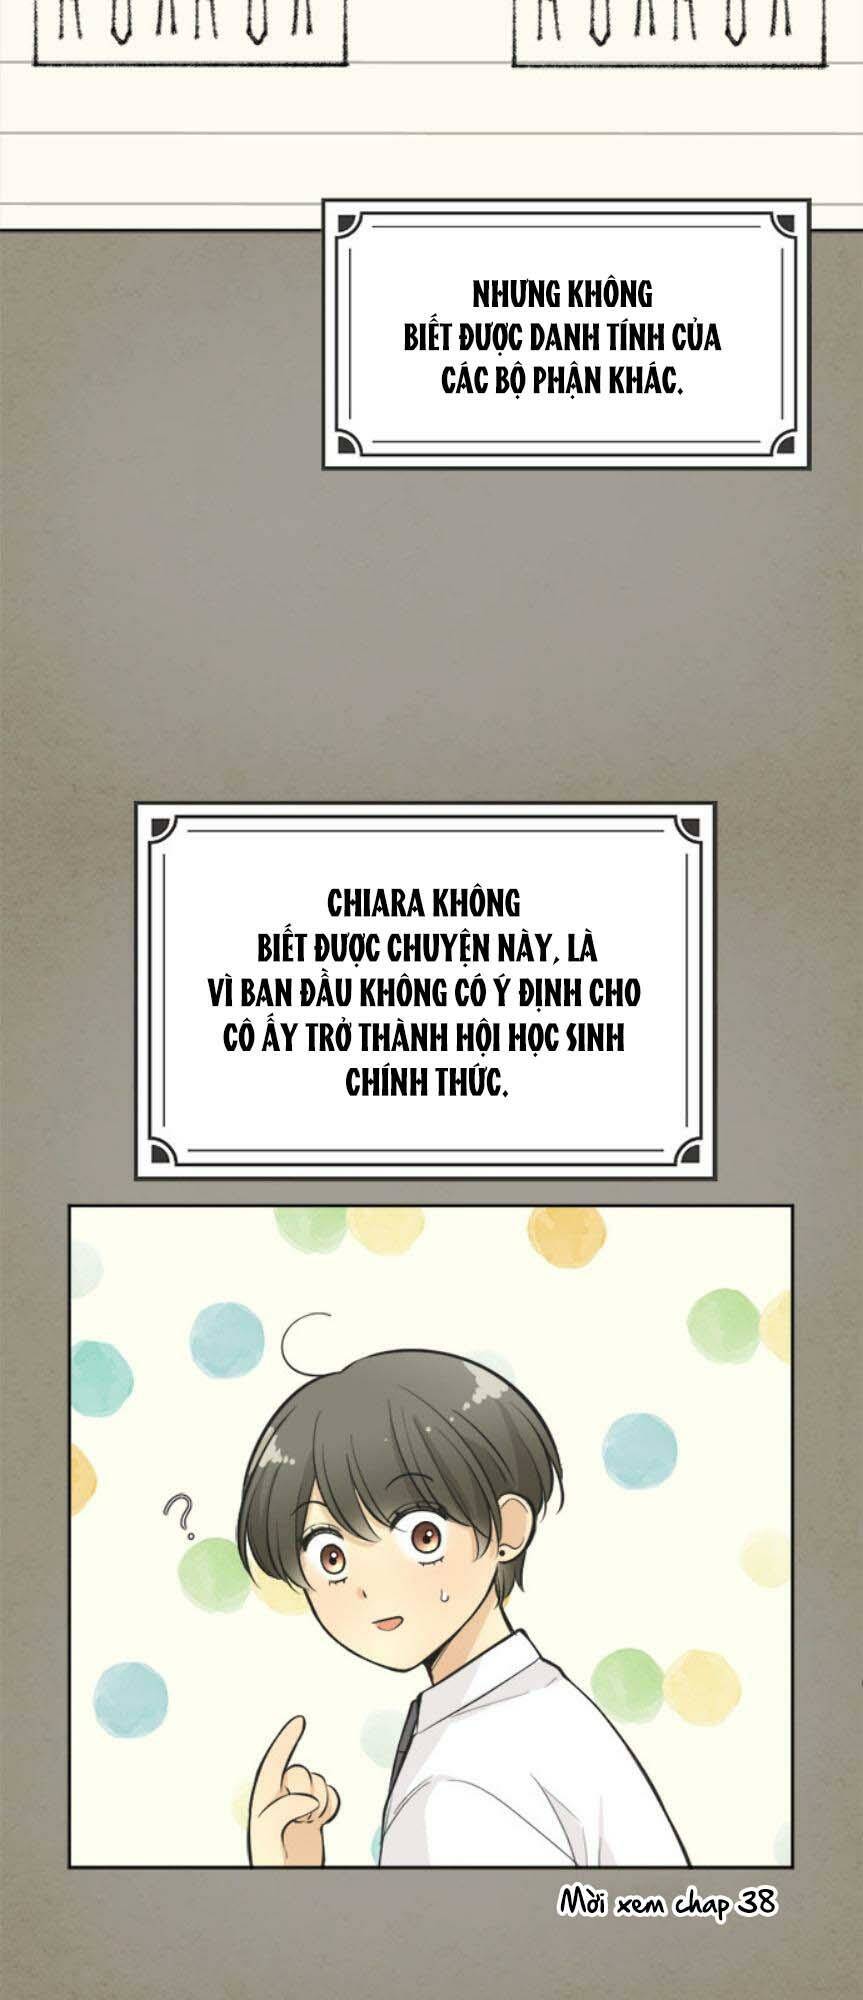 NHƯNG KHÔNG
BIẾT ĐƯỢC DANH TÍNH CỦA
CÁC BỘ PHẬN KHÁC.
CHIARA KHÔNG
BIẾT ĐƯỢC CHUYỆN NÀY, LÀ
VÌ BAN ĐẦU KHÔNG CÓ Ý ĐỊNH CHO
CÔ ẤY TRỞ THÀNH HỘI HỌC SINH
CHÍNH THỨC.
?
Mời xem chap 38